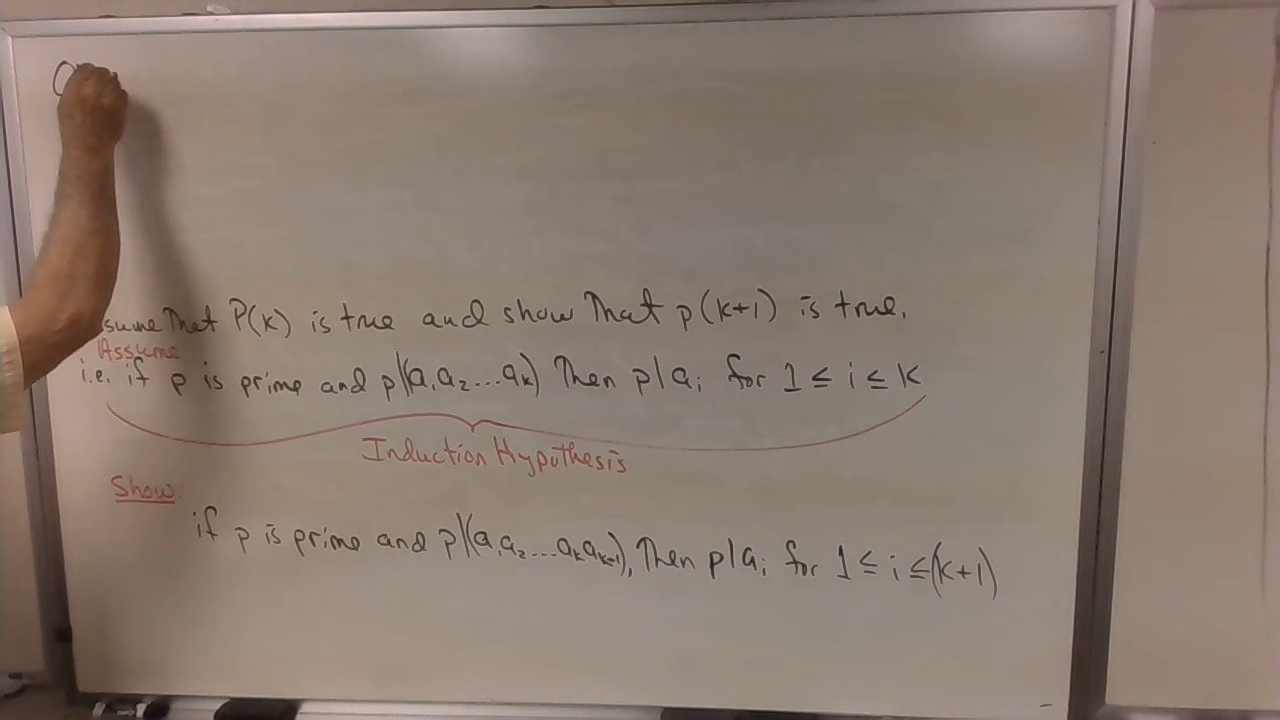 sume That P(k) is true and show That p(k+1) is true.
Assume
i.e. if p is prime and p|(a₁a₂...aₖ) Then p|aᵢ for 1 ≤ i ≤ k
Induction Hypothesis
Show:
if p is prime and p|(a₁a₂...aₖaₖ₊₁), Then p|aᵢ for 1 ≤ i ≤ (k+1)